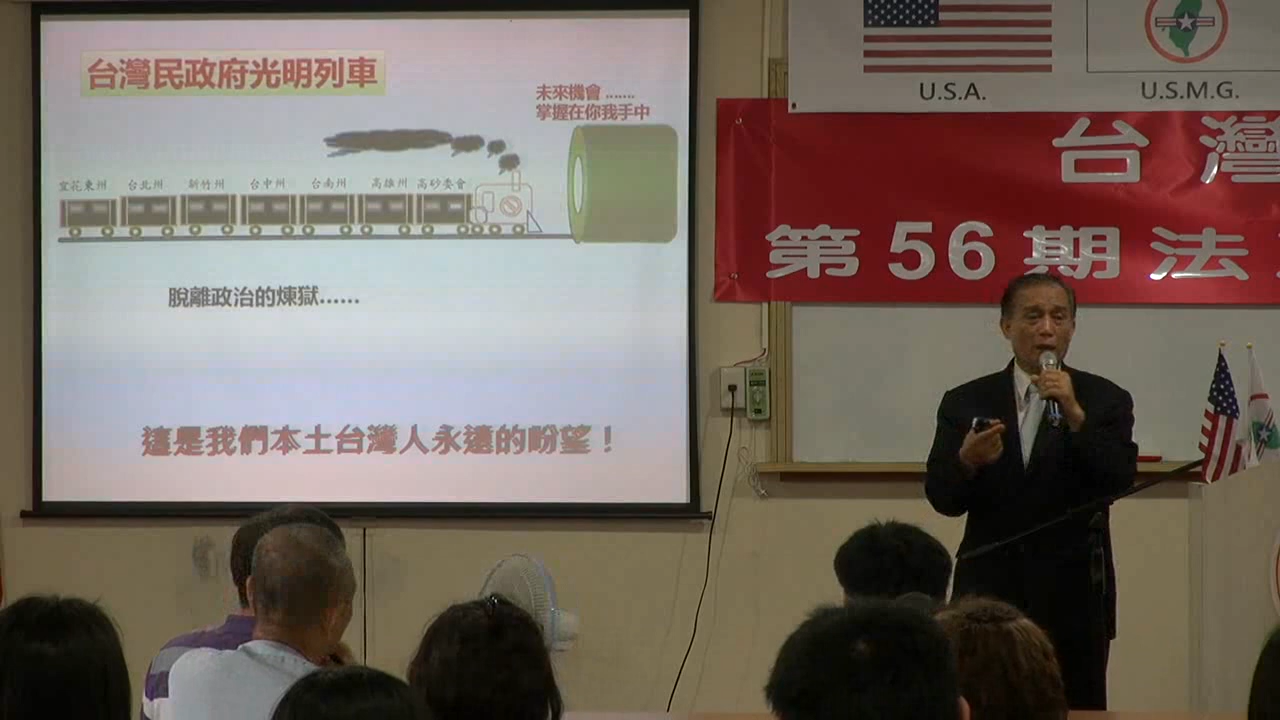 台灣民政府光明列車
未來機會......
掌握在你我手中
宜花東州 台北州 新竹州 台中州 台南州 高雄州 高砂委會
脫離政治的煉獄......
這是我們本土台灣人永遠的盼望！
U.S.A.
U.S.M.G.
台灣
第56期法